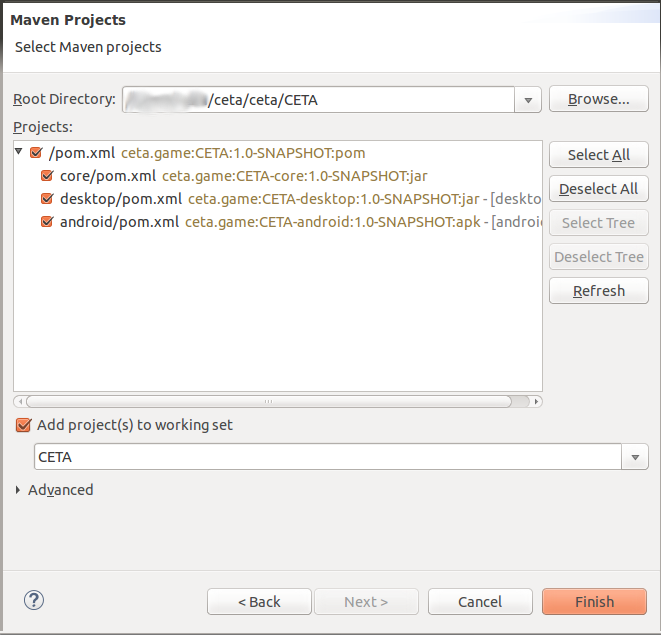 Maven Projects
Select Maven projects
Root Directory: /ceta/ceta/CETA Browse...
Projects:
/pom.xml ceta.game:CETA:1.0-SNAPSHOT:pom
core/pom.xml ceta.game:CETA-core:1.0-SNAPSHOT:jar
desktop/pom.xml ceta.game:CETA-desktop:1.0-SNAPSHOT:jar - [deskto
android/pom.xml ceta.game:CETA-android:1.0-SNAPSHOT:apk - [androi
Select All
Deselect All
Select Tree
Deselect Tree
Refresh
Add project(s) to working set
CETA
Advanced
? < Back Next > Cancel Finish